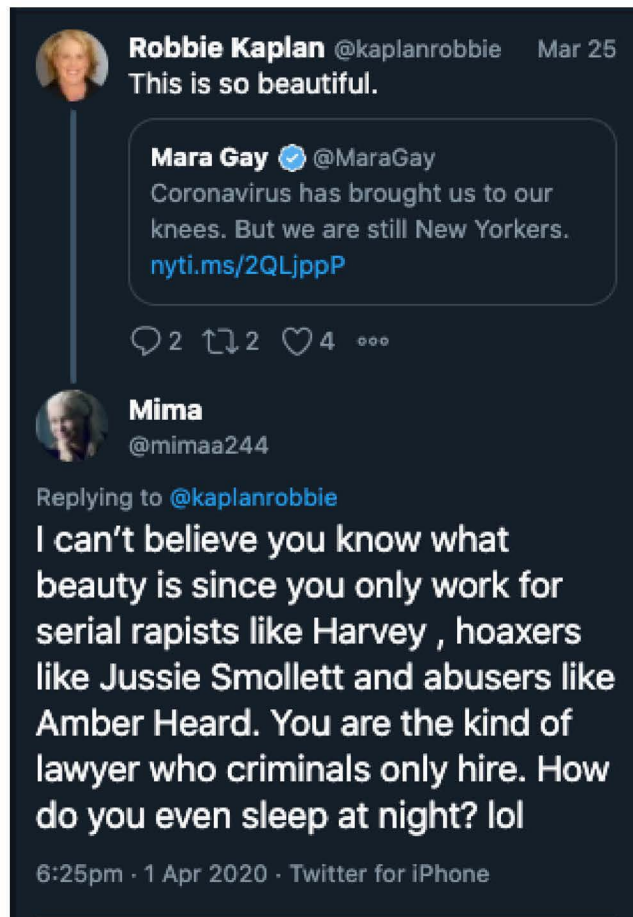 Robbie Kaplan @kaplanrobbie Mar 25
This is so beautiful.
Mara Gay @MaraGay
Coronavirus has brought us to our
knees. But we are still New Yorkers.
nyti.ms/2QLjppP
2 2 4
Mima
@mimaa244
Replying to @kaplanrobbie
I can’t believe you know what
beauty is since you only work for
serial rapists like Harvey , hoaxers
like Jussie Smollett and abusers like
Amber Heard. You are the kind of
lawyer who criminals only hire. How
do you even sleep at night? lol
6:25pm · 1 Apr 2020 · Twitter for iPhone